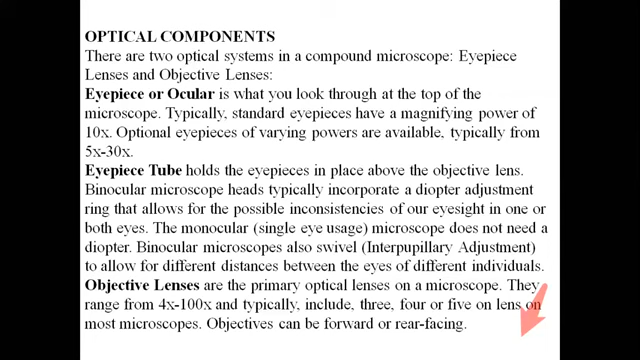 OPTICAL COMPONENTS
There are two optical systems in a compound microscope: Eyepiece
Lenses and Objective Lenses:
Eyepiece or Ocular is what you look through at the top of the
microscope. Typically, standard eyepieces have a magnifying power of
10x. Optional eyepieces of varying powers are available, typically from
5x-30x.
Eyepiece Tube holds the eyepieces in place above the objective lens.
Binocular microscope heads typically incorporate a diopter adjustment
ring that allows for the possible inconsistencies of our eyesight in one or
both eyes. The monocular (single eye usage) microscope does not need a
diopter. Binocular microscopes also swivel (Interpupillary Adjustment)
to allow for different distances between the eyes of different individuals.
Objective Lenses are the primary optical lenses on a microscope. They
range from 4x-100x and typically, include, three, four or five on lens on
most microscopes. Objectives can be forward or rear-facing.